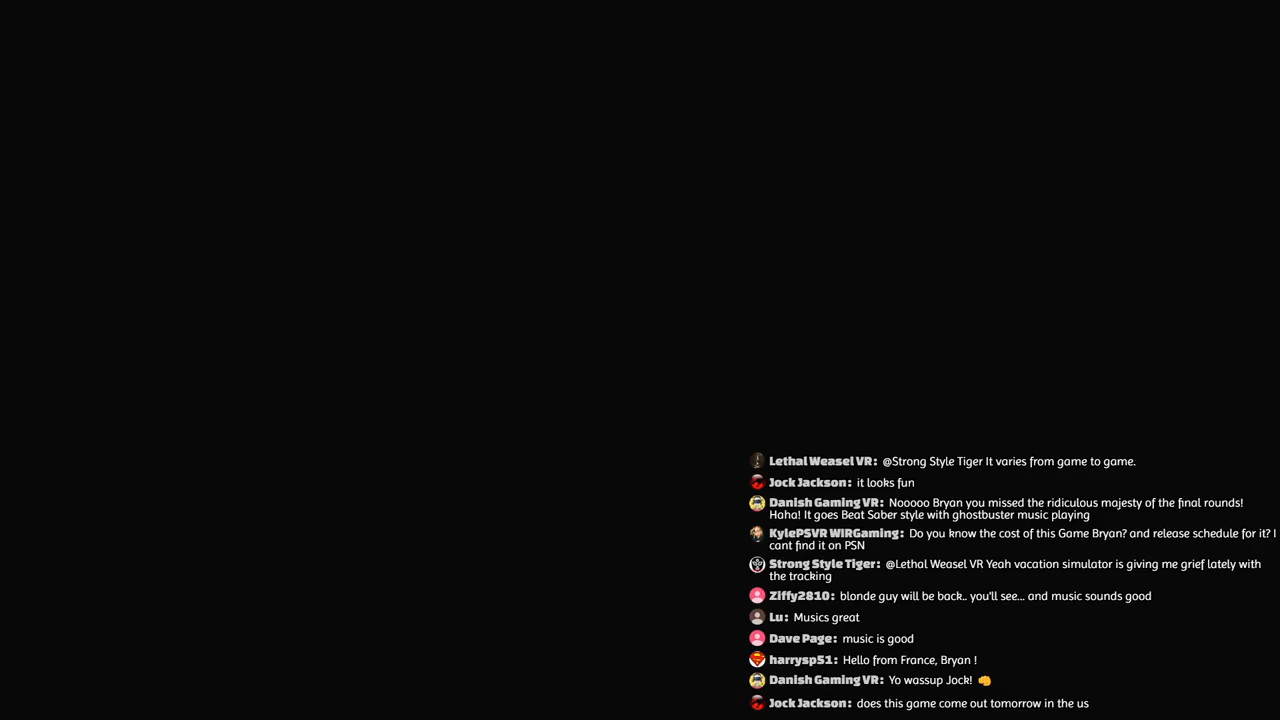 Lethal Weasel VR: @Strong Style Tiger It varies from game to game.
Jock Jackson: it looks fun
Danish Gaming VR: Nooooo Bryan you missed the ridiculous majesty of the final rounds!
Haha! It goes Beat Saber style with ghostbuster music playing
KylePSVR WIRGaming: Do you know the cost of this Game Bryan? and release schedule for it? I
cant find it on PSN
Strong Style Tiger: @Lethal Weasel VR Yeah vacation simulator is giving me grief lately with
the tracking
Ziffy2810: blonde guy will be back.. you'll see... and music sounds good
Lu: Musics great
Dave Page: music is good
harrysp51: Hello from France, Bryan !
Danish Gaming VR: Yo wassup Jock! 👊
Jock Jackson: does this game come out tomorrow in the us